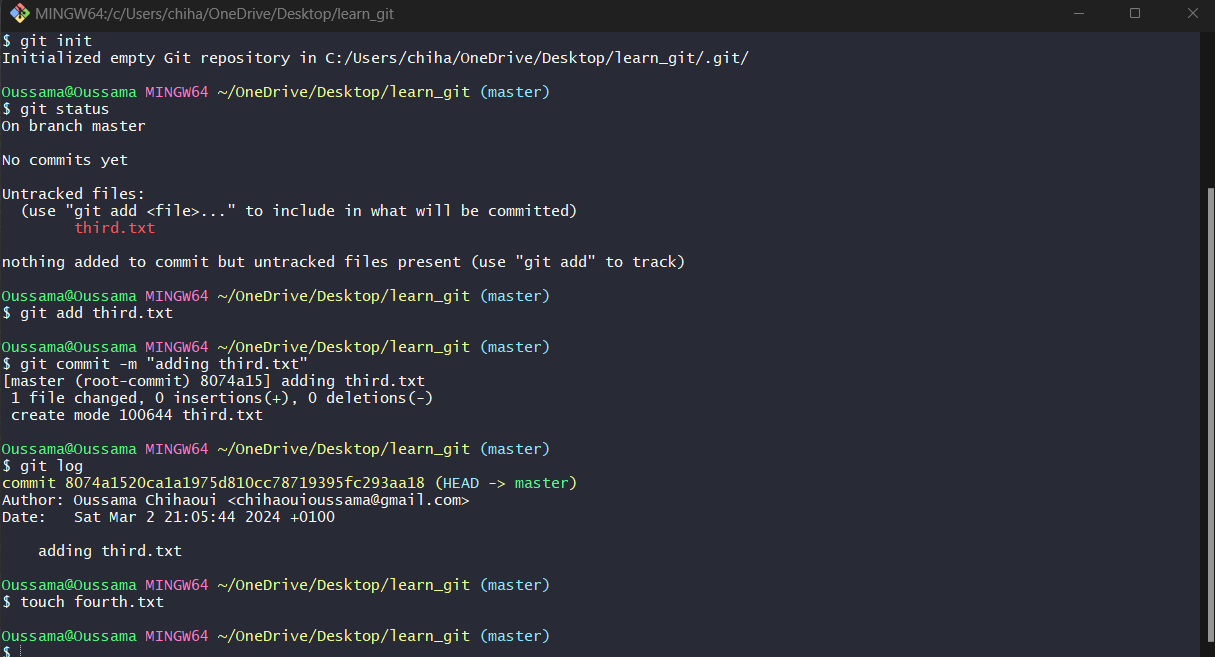 MINGW64:/c/Users/chiha/OneDrive/Desktop/learn_git
$ git init
Initialized empty Git repository in C:/Users/chiha/OneDrive/Desktop/learn_git/.git/
Oussama@Oussama MINGW64 ~/OneDrive/Desktop/learn_git (master)
$ git status
On branch master
No commits yet
Untracked files:
  (use "git add <file>..." to include in what will be committed)
        third.txt
nothing added to commit but untracked files present (use "git add" to track)
Oussama@Oussama MINGW64 ~/OneDrive/Desktop/learn_git (master)
$ git add third.txt
Oussama@Oussama MINGW64 ~/OneDrive/Desktop/learn_git (master)
$ git commit -m "adding third.txt"
[master (root-commit) 8074a15] adding third.txt
 1 file changed, 0 insertions(+), 0 deletions(-)
 create mode 100644 third.txt
Oussama@Oussama MINGW64 ~/OneDrive/Desktop/learn_git (master)
$ git log
commit 8074a1520ca1a1975d810cc78719395fc293aa18 (HEAD -> master)
Author: Oussama Chihaoui <chihaouioussama@gmail.com>
Date:   Sat Mar 2 21:05:44 2024 +0100
    adding third.txt
Oussama@Oussama MINGW64 ~/OneDrive/Desktop/learn_git (master)
$ touch fourth.txt
Oussama@Oussama MINGW64 ~/OneDrive/Desktop/learn_git (master)
$